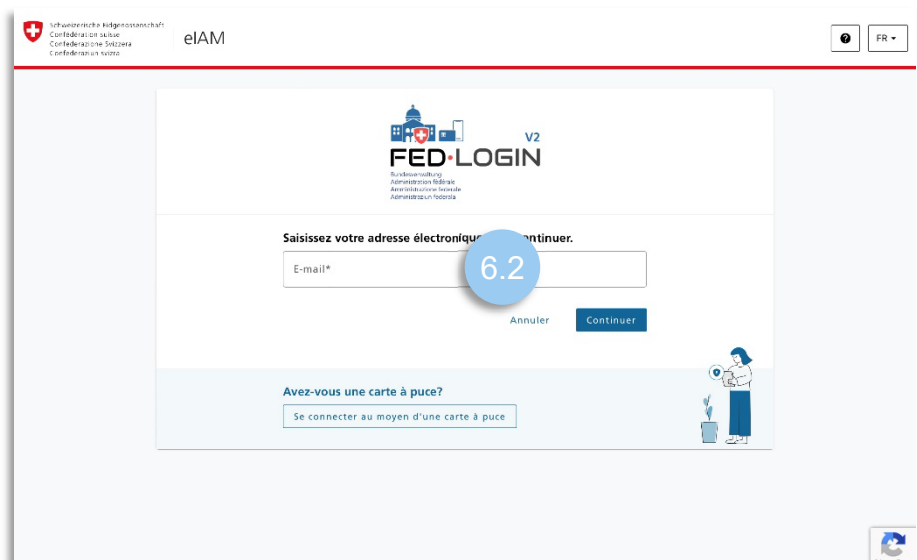 Schweizerische Eidgenossenschaft
Confédération suisse
Confederazione Svizzera
Confederaziun svizra
eIAM
FR
V2
FED·LOGIN
Bundesverwaltung
Administration fédérale
Amministrazione federale
Administraziun federala
Saisissez votre adresse électronique continuer.
E-mail*
6.2
Annuler
Continuer
Avez-vous une carte à puce?
Se connecter au moyen d'une carte à puce